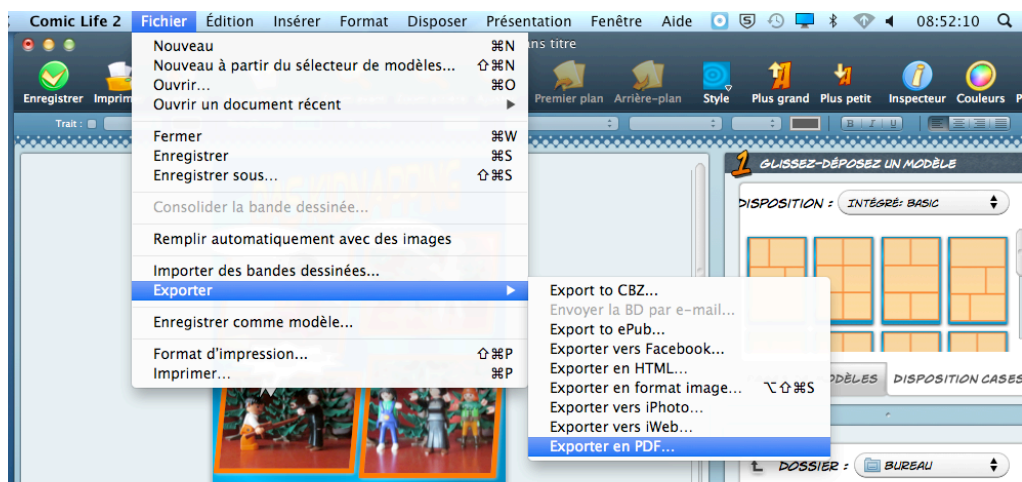 Comic Life 2 Fichier Édition Insérer Format Disposer Présentation Fenêtre Aide 08:52:10
ans titre
Enregistrer Imprim Premier plan Arrière-plan Style Plus grand Plus petit Inspecteur Couleurs P
Trait : B I U
Nouveau ⌘N
Nouveau à partir du sélecteur de modèles... ⇧⌘N
Ouvrir... ⌘O
Ouvrir un document récent
Fermer ⌘W
Enregistrer ⌘S
Enregistrer sous... ⇧⌘S
Consolider la bande dessinée...
Remplir automatiquement avec des images
Importer des bandes dessinées...
Exporter
Enregistrer comme modèle...
Format d'impression... ⇧⌘P
Imprimer... ⌘P
Export to CBZ...
Envoyer la BD par e-mail...
Export to ePub...
Exporter vers Facebook...
Exporter en HTML...
Exporter en format image... ⌥⇧⌘S
Exporter vers iPhoto...
Exporter vers iWeb...
Exporter en PDF...
1 GLISSEZ-DÉPOSEZ UN MODÈLE
DISPOSITION : INTÉGRÉ: BASIC
ODÈLES DISPOSITION CASES
DOSSIER : BUREAU